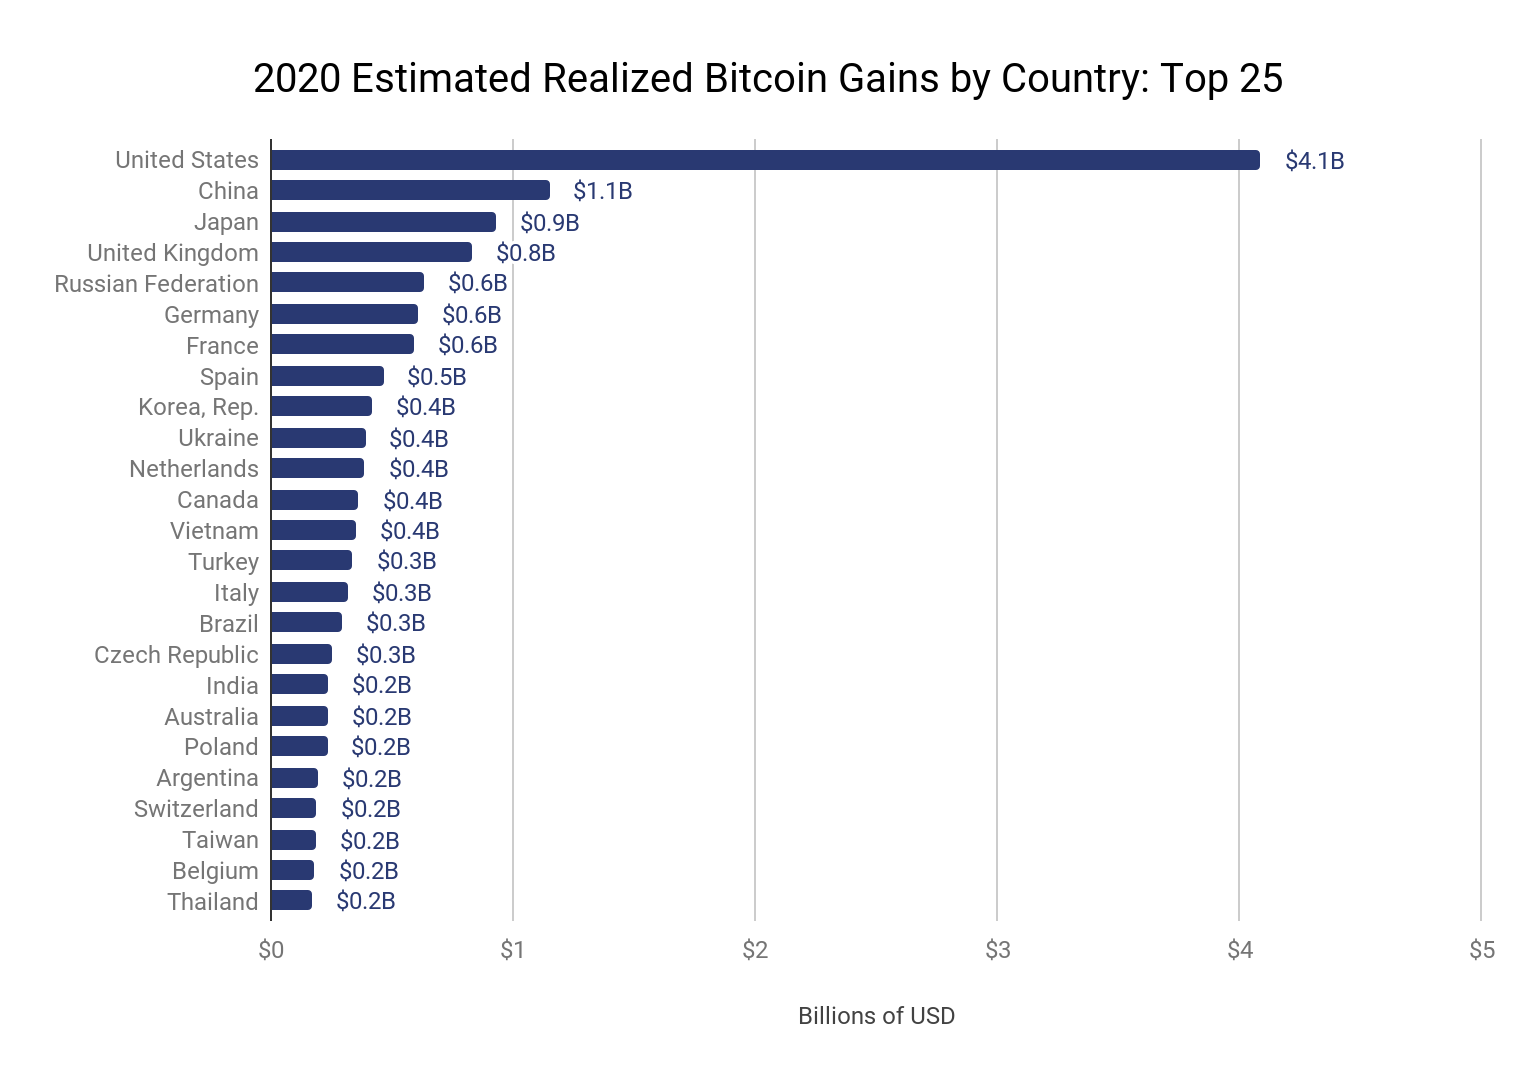 2020 Estimated Realized Bitcoin Gains by Country: Top 25
United States $4.1B
China $1.1B
Japan $0.9B
United Kingdom $0.8B
Russian Federation $0.6B
Germany $0.6B
France $0.6B
Spain $0.5B
Korea, Rep. $0.4B
Ukraine $0.4B
Netherlands $0.4B
Canada $0.4B
Vietnam $0.4B
Turkey $0.3B
Italy $0.3B
Brazil $0.3B
Czech Republic $0.3B
India $0.2B
Australia $0.2B
Poland $0.2B
Argentina $0.2B
Switzerland $0.2B
Taiwan $0.2B
Belgium $0.2B
Thailand $0.2B
$0 $1 $2 $3 $4 $5
Billions of USD